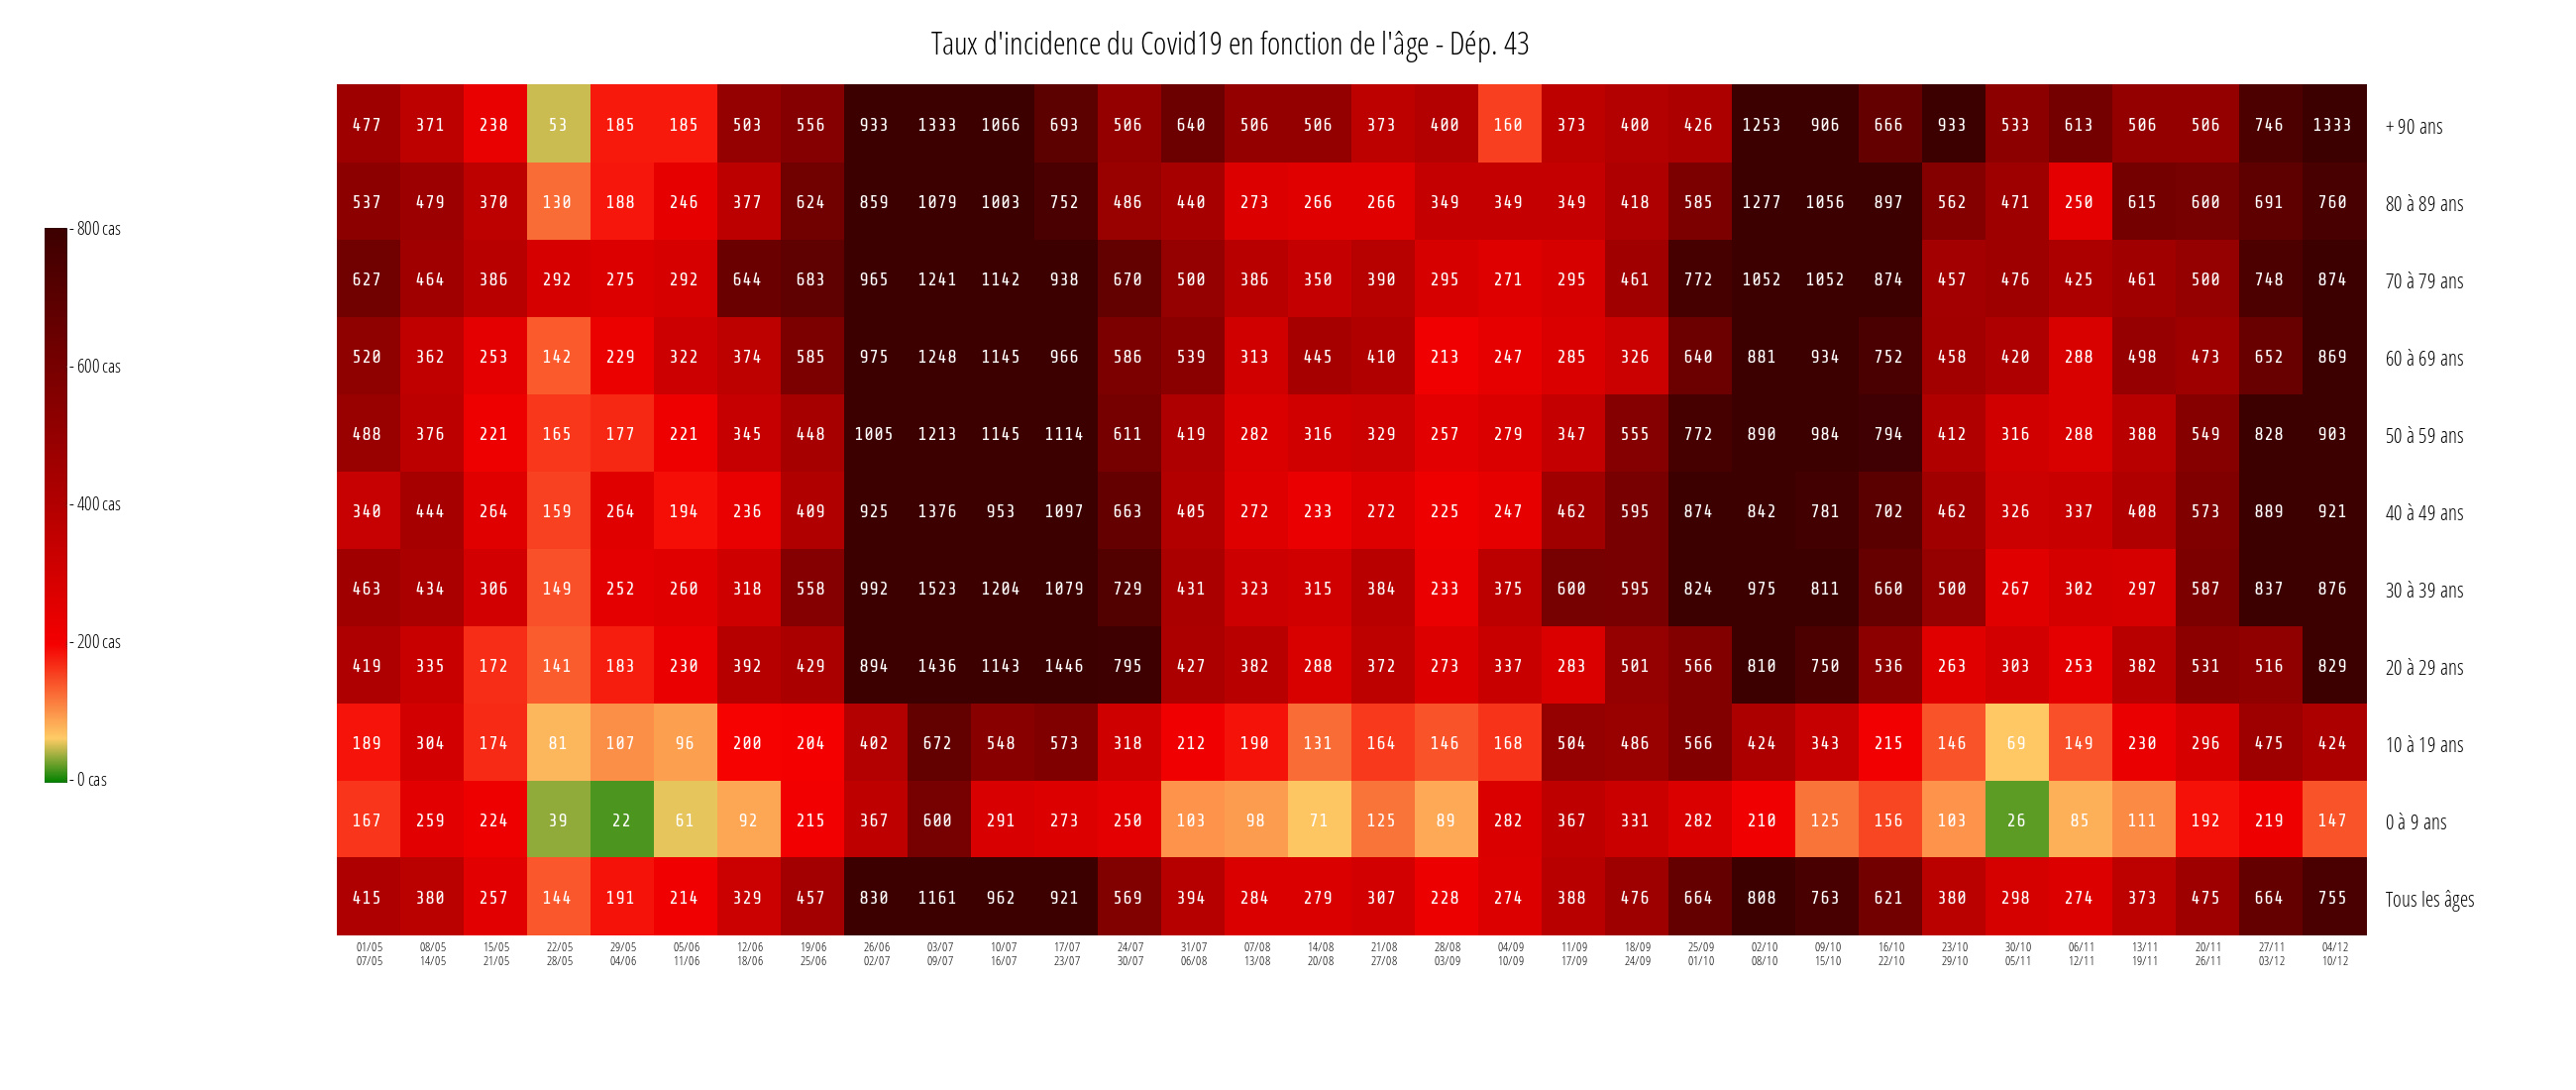 Taux d'incidence du Covid19 en fonction de l'âge - Dép. 43
477 371 238 53 185 185 503 556 933 1333 1066 693 506 640 506 506 373 400 160 373 400 426 1253 906 666 933 533 613 506 506 746 1333 + 90 ans
537 479 370 130 188 246 377 624 859 1079 1003 752 486 440 273 266 266 349 349 349 418 585 1277 1056 897 562 471 250 615 600 691 760 80 à 89 ans
- 800 cas
627 464 386 292 275 292 644 683 965 1241 1142 938 670 500 386 350 390 295 271 295 461 772 1052 1052 874 457 476 425 461 500 748 874 70 à 79 ans
520 362 253 142 229 322 374 585 975 1248 1145 966 586 539 313 445 410 213 247 285 326 640 881 934 752 458 420 288 498 473 652 869 60 à 69 ans
- 600 cas
488 376 221 165 177 221 345 448 1005 1213 1145 1114 611 419 282 316 329 257 279 347 555 772 890 984 794 412 316 288 388 549 828 903 50 à 59 ans
- 400 cas
340 444 264 159 264 194 236 409 925 1376 953 1097 663 405 272 233 272 225 247 462 595 874 842 781 702 462 326 337 408 573 889 921 40 à 49 ans
463 434 306 149 252 260 318 558 992 1523 1204 1079 729 431 323 315 384 233 375 600 595 824 975 811 660 500 267 302 297 587 837 876 30 à 39 ans
- 200 cas
419 335 172 141 183 230 392 429 894 1436 1143 1446 795 427 382 288 372 273 337 283 501 566 810 750 536 263 303 253 382 531 516 829 20 à 29 ans
189 304 174 81 107 96 200 204 402 672 548 573 318 212 190 131 164 146 168 504 486 566 424 343 215 146 69 149 230 296 475 424 10 à 19 ans
- 0 cas
167 259 224 39 22 61 92 215 367 600 291 273 250 103 98 71 125 89 282 367 331 282 210 125 156 103 26 85 111 192 219 147 0 à 9 ans
415 380 257 144 191 214 329 457 830 1161 962 921 569 394 284 279 307 228 274 388 476 664 808 763 621 380 298 274 373 475 664 755 Tous les âges
01/05 08/05 15/05 22/05 29/05 05/06 12/06 19/06 26/06 03/07 10/07 17/07 24/07 31/07 07/08 14/08 21/08 28/08 04/09 11/09 18/09 25/09 02/10 09/10 16/10 23/10 30/10 06/11 13/11 20/11 27/11 04/12
07/05 14/05 21/05 28/05 04/06 11/06 18/06 25/06 02/07 09/07 16/07 23/07 30/07 06/08 13/08 20/08 27/08 03/09 10/09 17/09 24/09 01/10 08/10 15/10 22/10 29/10 05/11 12/11 19/11 26/11 03/12 10/12